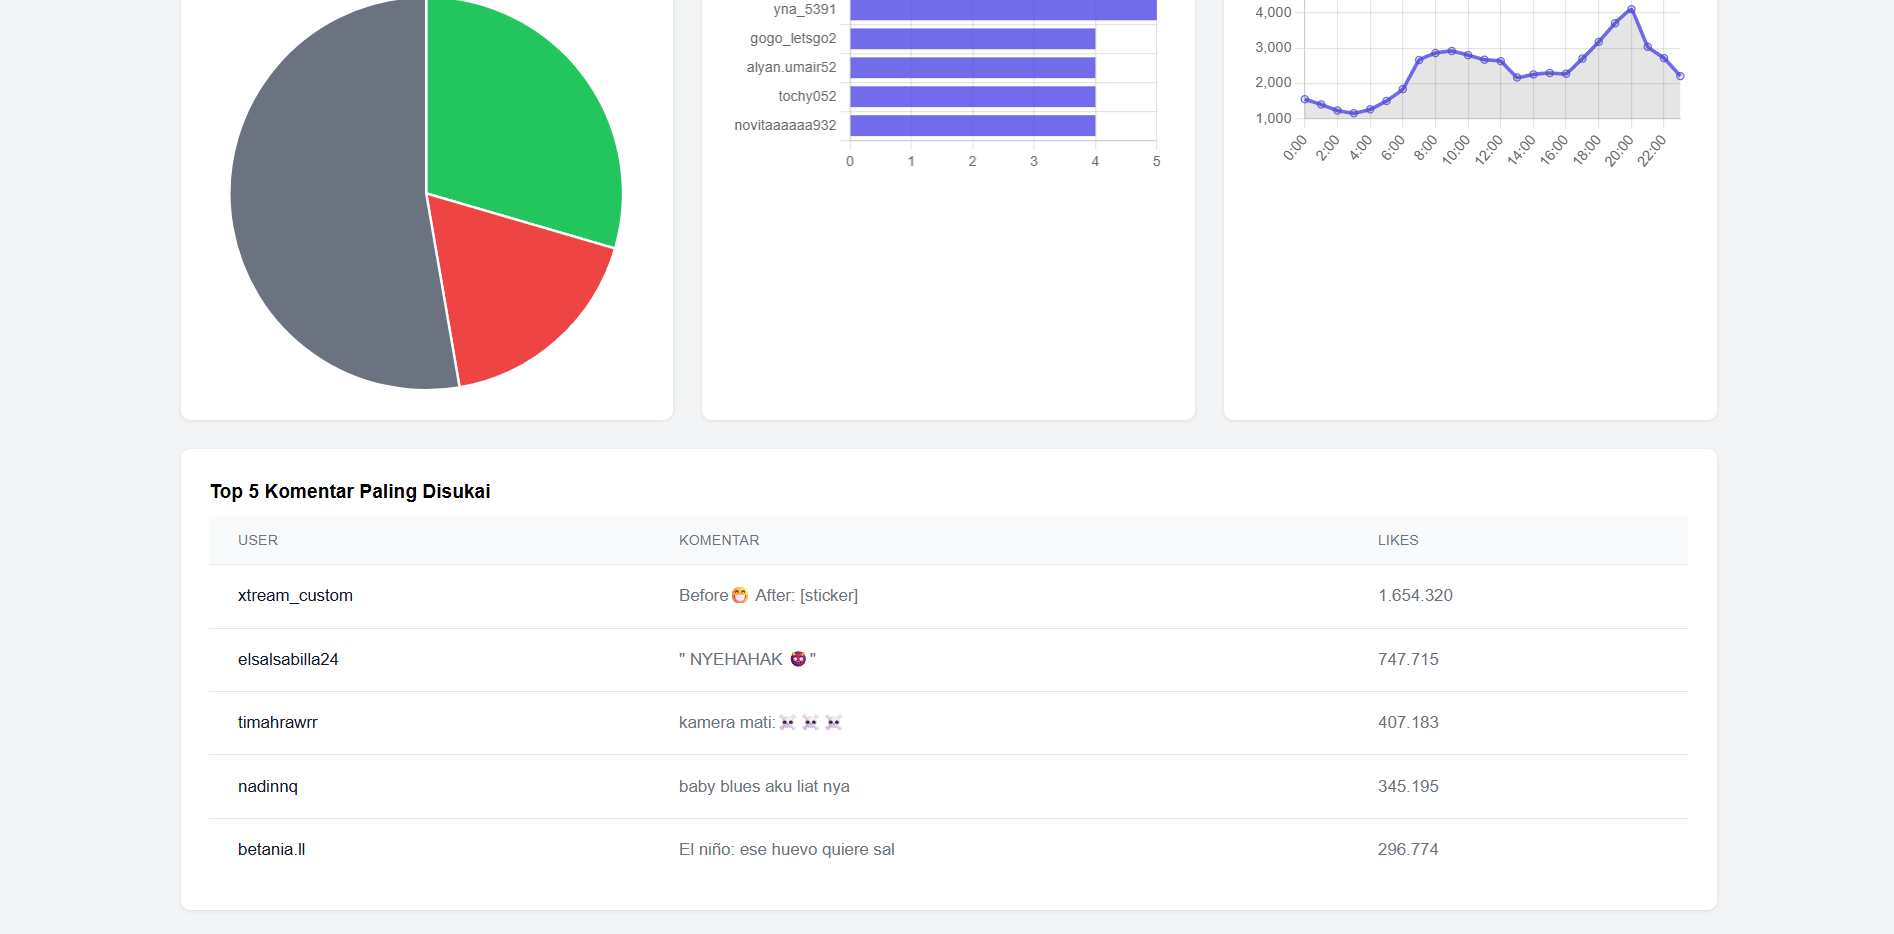 yna_5391
gogo_letsgo2
alyan.umair52
tochy052
novitaaaaaa932
0 1 2 3 4 5
4,000
3,000
2,000
1,000
0:00 2:00 4:00 6:00 8:00 10:00 12:00 14:00 16:00 18:00 20:00 22:00
Top 5 Komentar Paling Disukai
USER KOMENTAR LIKES
xtream_custom Before😁 After: [sticker] 1.654.320
elsalsabilla24 " NYEHAHAK 👿" 747.715
timahrawrr kamera mati:☠️☠️☠️ 407.183
nadinnq baby blues aku liat nya 345.195
betania.ll El niño: ese huevo quiere sal 296.774